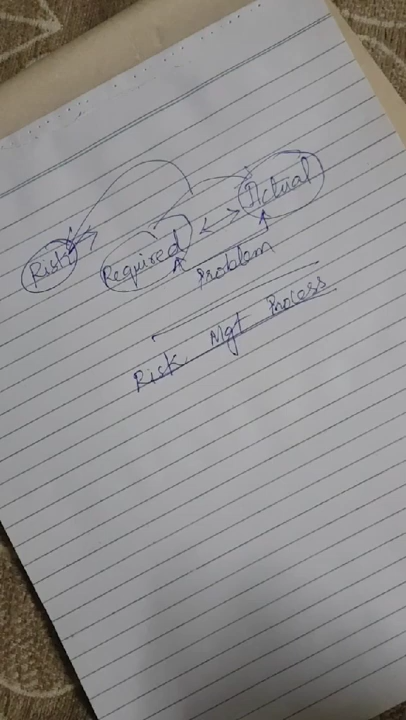 Risk Required < > Actual
Problem
Risk Mgt Process